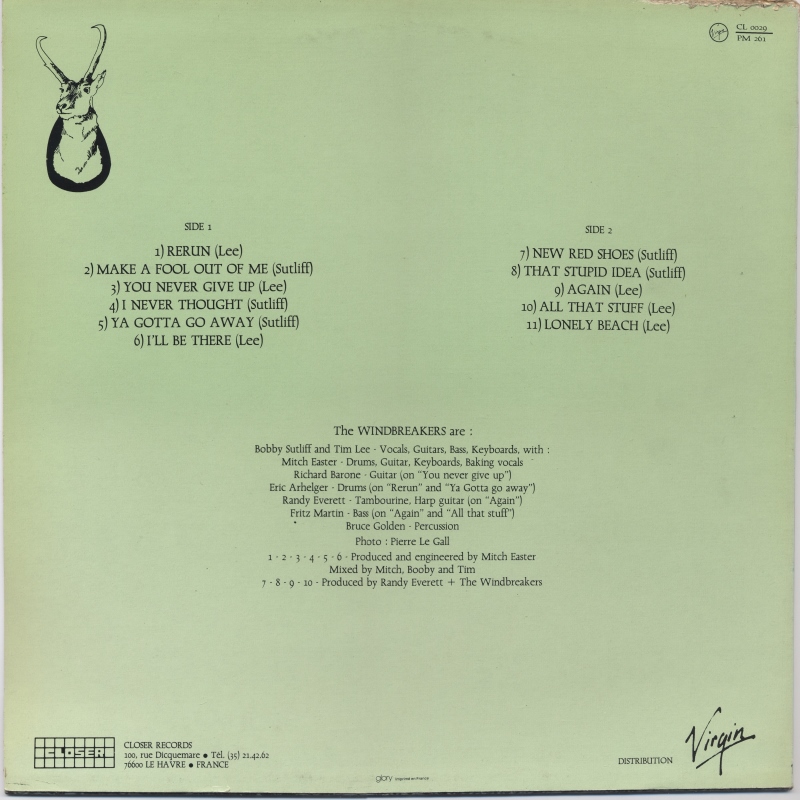 Virgin
CL 0029
PM 261
SIDE 1
1) RERUN (Lee)
2) MAKE A FOOL OUT OF ME (Sutliff)
3) YOU NEVER GIVE UP (Lee)
4) I NEVER THOUGHT (Sutliff)
5) YA GOTTA GO AWAY (Sutliff)
6) I'LL BE THERE (Lee)
SIDE 2
7) NEW RED SHOES (Sutliff)
8) THAT STUPID IDEA (Sutliff)
9) AGAIN (Lee)
10) ALL THAT STUFF (Lee)
11) LONELY BEACH (Lee)
The WINDBREAKERS are :
Bobby Sutliff and Tim Lee - Vocals, Guitars, Bass, Keyboards, with :
Mitch Easter - Drums, Guitar, Keyboards, Baking vocals
Richard Barone - Guitar (on "You never give up")
Eric Arhelger - Drums (on "Rerun" and "Ya Gotta go away")
Randy Everett - Tambourine, Harp guitar (on "Again")
Fritz Martin - Bass (on "Again" and "All that stuff")
Bruce Golden - Percussion
Photo : Pierre Le Gall
1 - 2 - 3 - 4 - 5 - 6 - Produced and engineered by Mitch Easter
Mixed by Mitch, Booby and Tim
7 - 8 - 9 - 10 - Produced by Randy Everett + The Windbreakers
CLOSER
CLOSER RECORDS
100, rue Dicquemare ● Tél. (35) 21.42.62
76600 LE HAVRE ● FRANCE
DISTRIBUTION
Virgin
glory